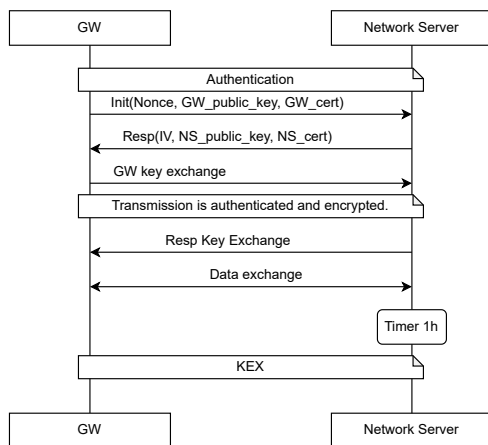 GW
Network Server
Authentication
Init(Nonce, GW_public_key, GW_cert)
Resp(IV, NS_public_key, NS_cert)
GW key exchange
Transmission is authenticated and encrypted.
Resp Key Exchange
Data exchange
Timer 1h
KEX
GW
Network Server